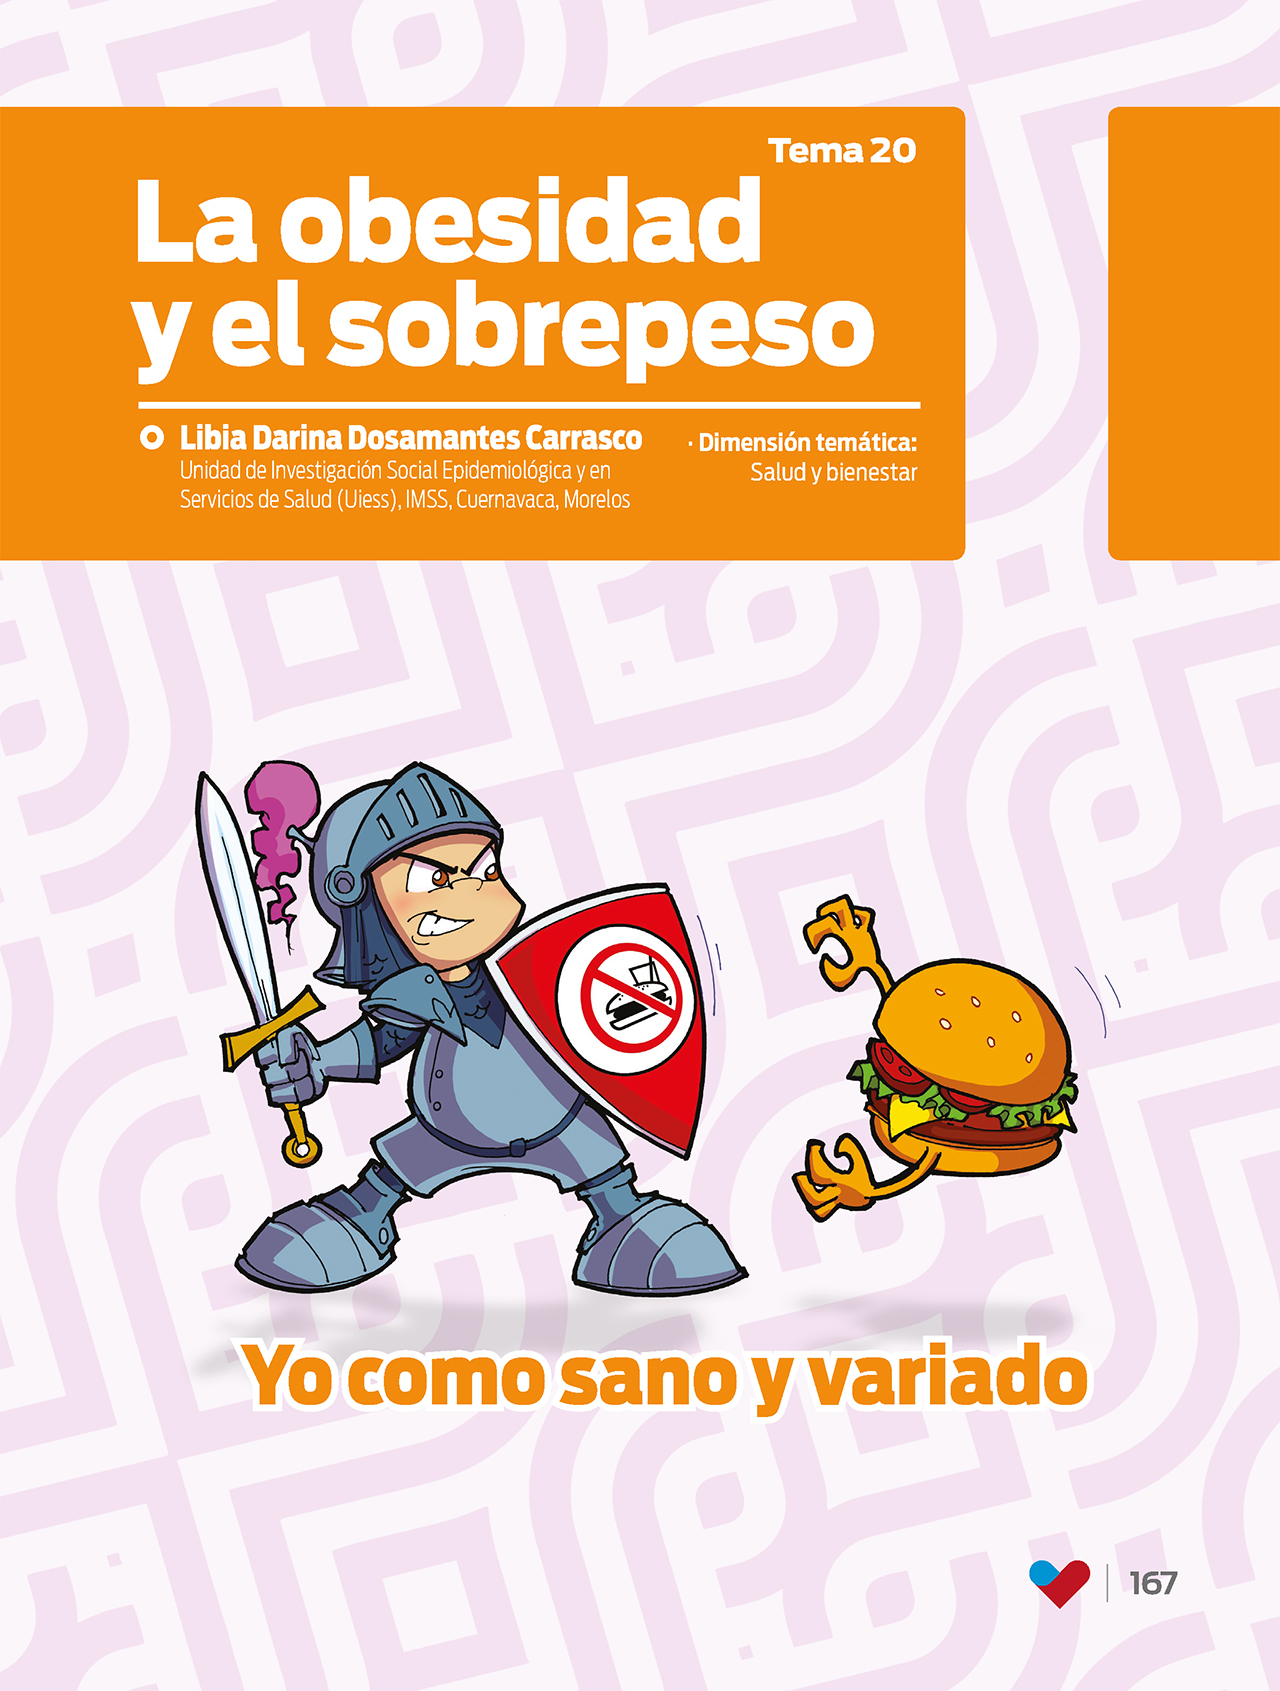 Tema 20
La obesidad
y el sobrepeso
Libia Darina Dosamantes Carrasco
Unidad de Investigación Social Epidemiológica y en
Servicios de Salud (Uiess), IMSS, Cuernavaca, Morelos
· Dimensión temática:
Salud y bienestar
Yo como sano y variado
167